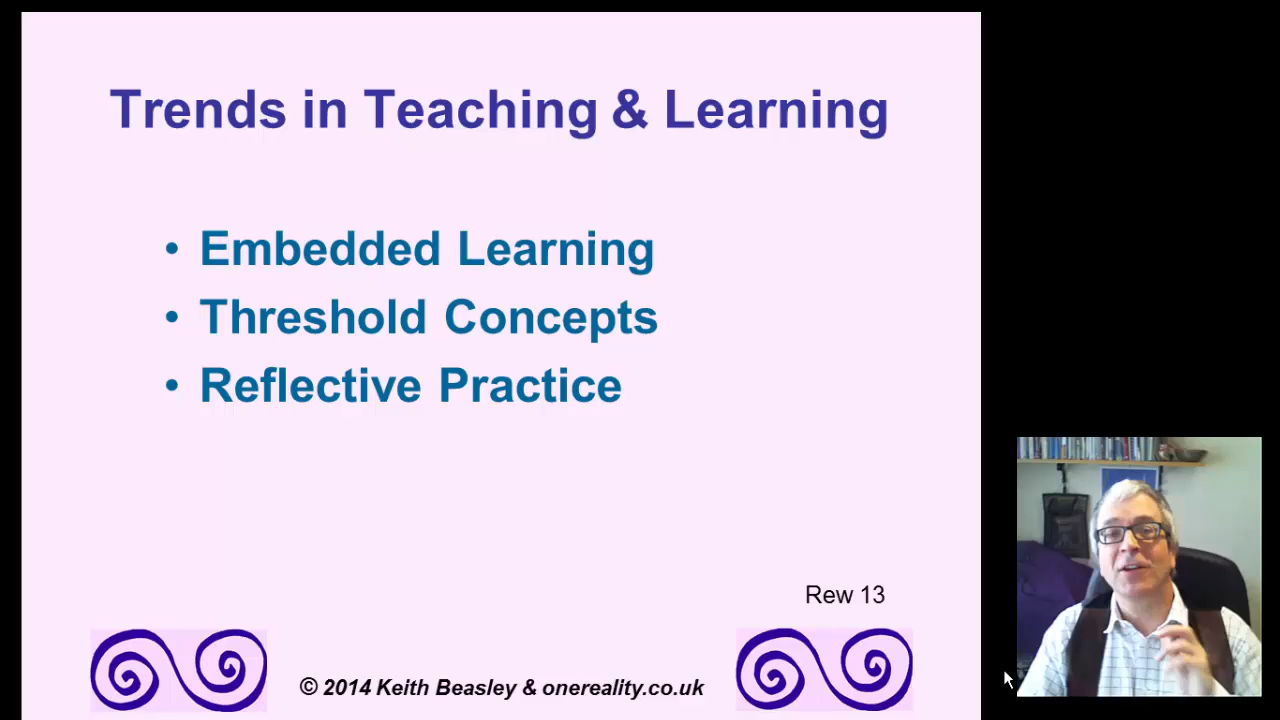 Trends in Teaching & Learning
• Embedded Learning
• Threshold Concepts
• Reflective Practice
Rew 13
© 2014 Keith Beasley & onereality.co.uk